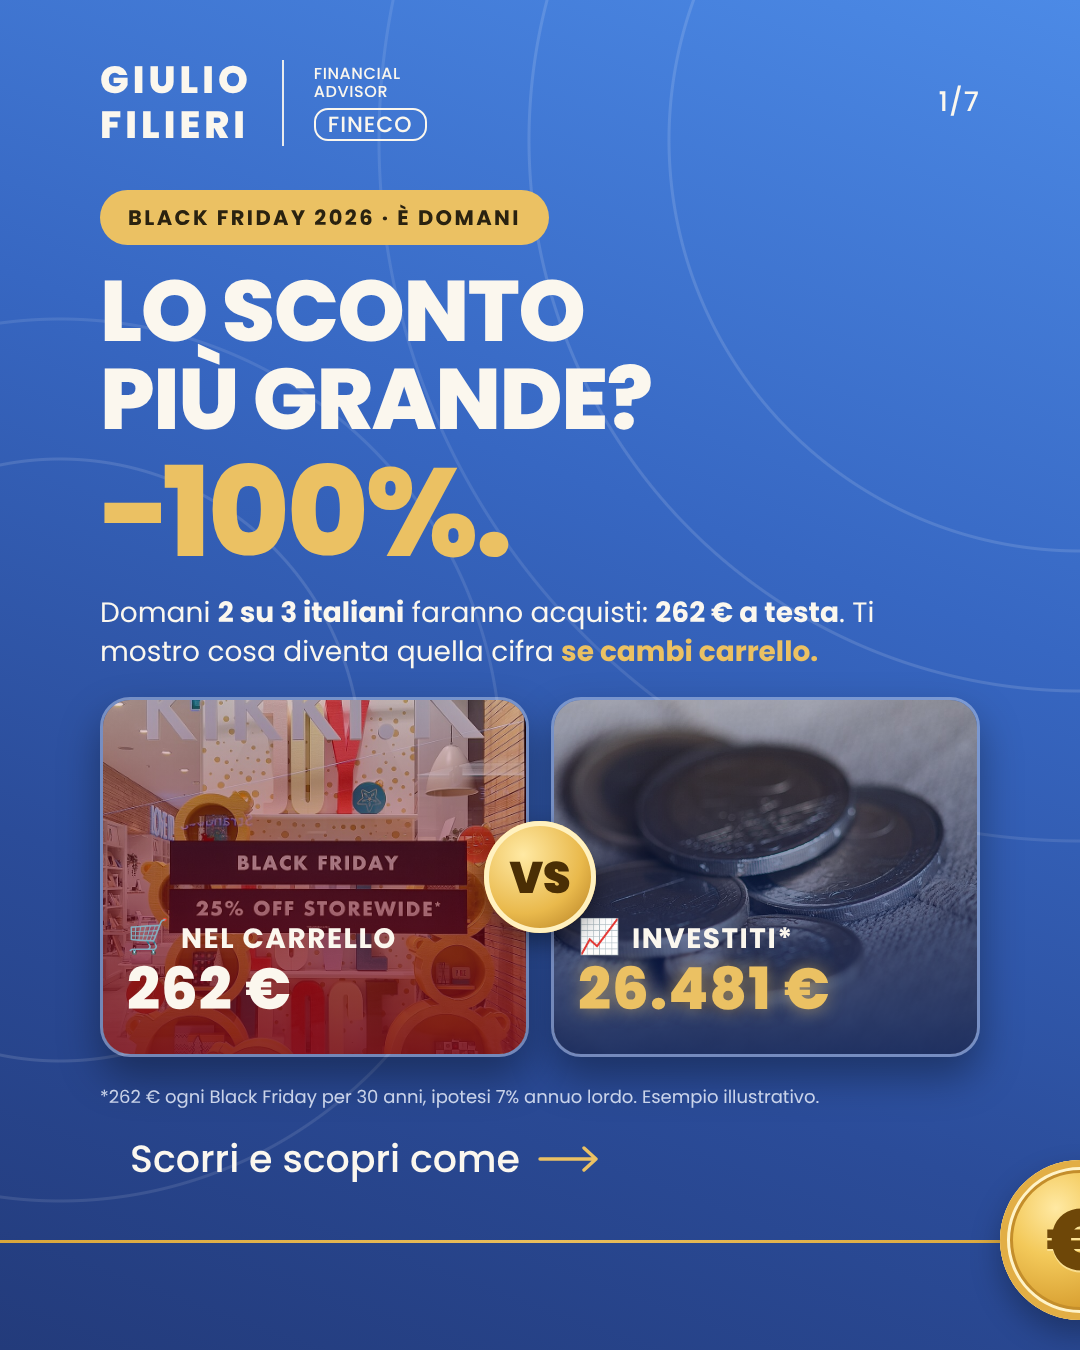 GIULIO
FILIERI
FINANCIAL
ADVISOR
FINECO
1/7
BLACK FRIDAY 2026 · È DOMANI
LO SCONTO
PIÙ GRANDE?
–100%.
Domani 2 su 3 italiani faranno acquisti: 262 € a testa. Ti
mostro cosa diventa quella cifra se cambi carrello.
KIKKI.K
JOY
BLACK FRIDAY
25% OFF STOREWIDE*
🛒 NEL CARRELLO
262 €
VS
📈 INVESTITI*
26.481 €
*262 € ogni Black Friday per 30 anni, ipotesi 7% annuo lordo. Esempio illustrativo.
Scorri e scopri come →
€